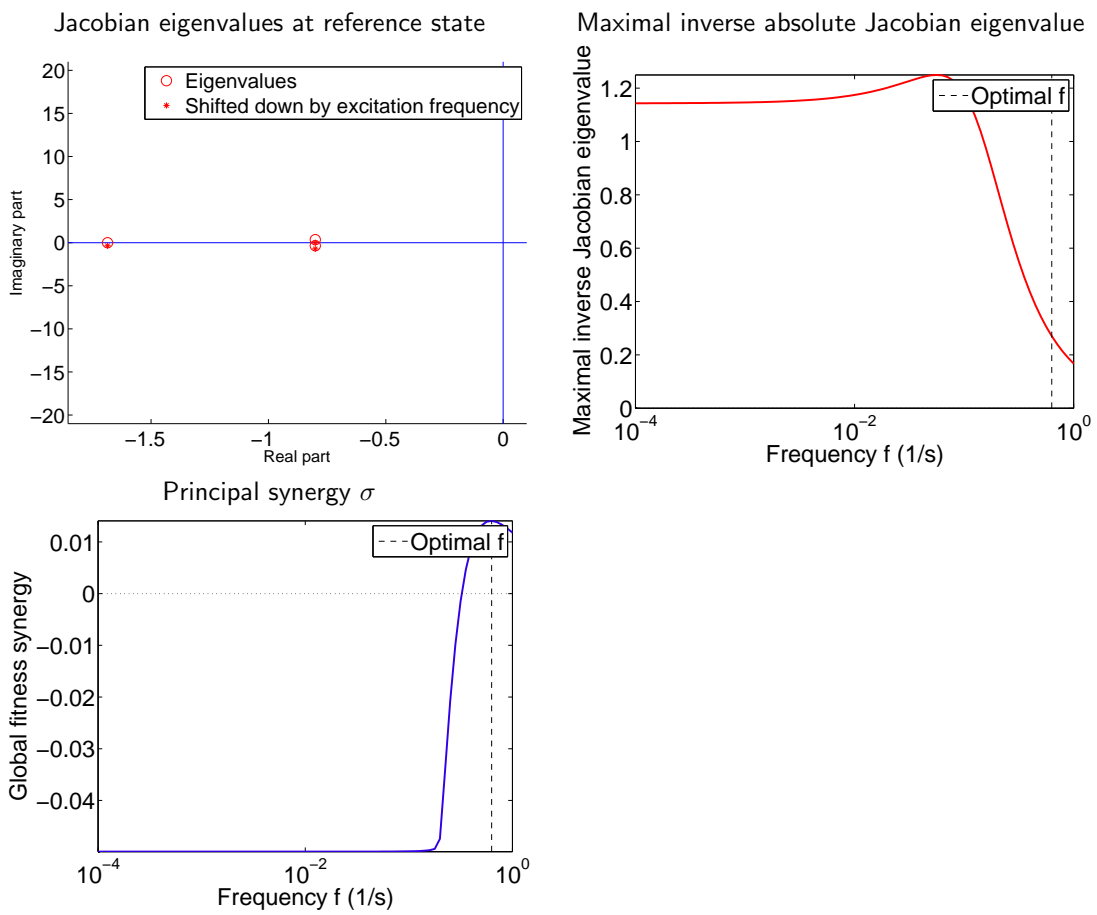 Jacobian eigenvalues at reference state
20
15
10
5
0
−5
−10
−15
−20
Imaginary part
Eigenvalues
Shifted down by excitation frequency
−1.5
−1
−0.5
0
Real part
Maximal inverse absolute Jacobian eigenvalue
1.2
1
0.8
0.6
0.4
0.2
0
Maximal inverse Jacobian eigenvalue
Optimal f
10^−4
10^−2
10^0
Frequency f (1/s)
Principal synergy σ
0.01
0
−0.01
−0.02
−0.03
−0.04
Global fitness synergy
Optimal f
10^−4
10^−2
10^0
Frequency f (1/s)